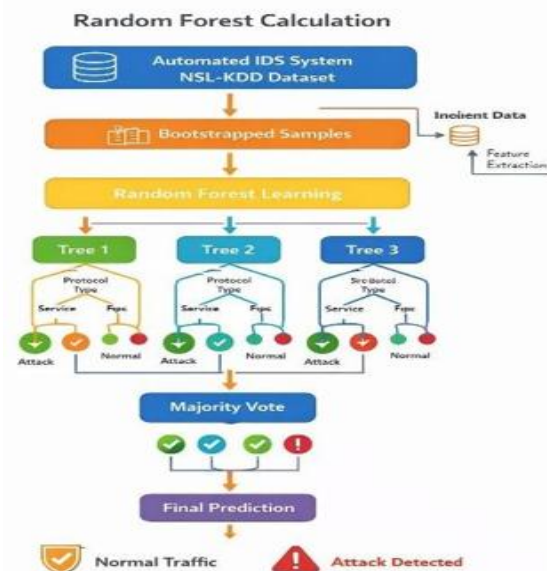 Random Forest Calculation
Automated IDS System
NSL-KDD Dataset
Bootstrapped Samples
Inolient Data
Feature
Extraction
Random Forest Learning
Tree 1
Tree 2
Tree 3
Protocol
Type
Protocol
Type
Type
Service
Service
Service
Attack
Normal
Attack
Normal
Attack
Normal
Majority Vote
Final Prediction
Normal Traffic
Attack Detected